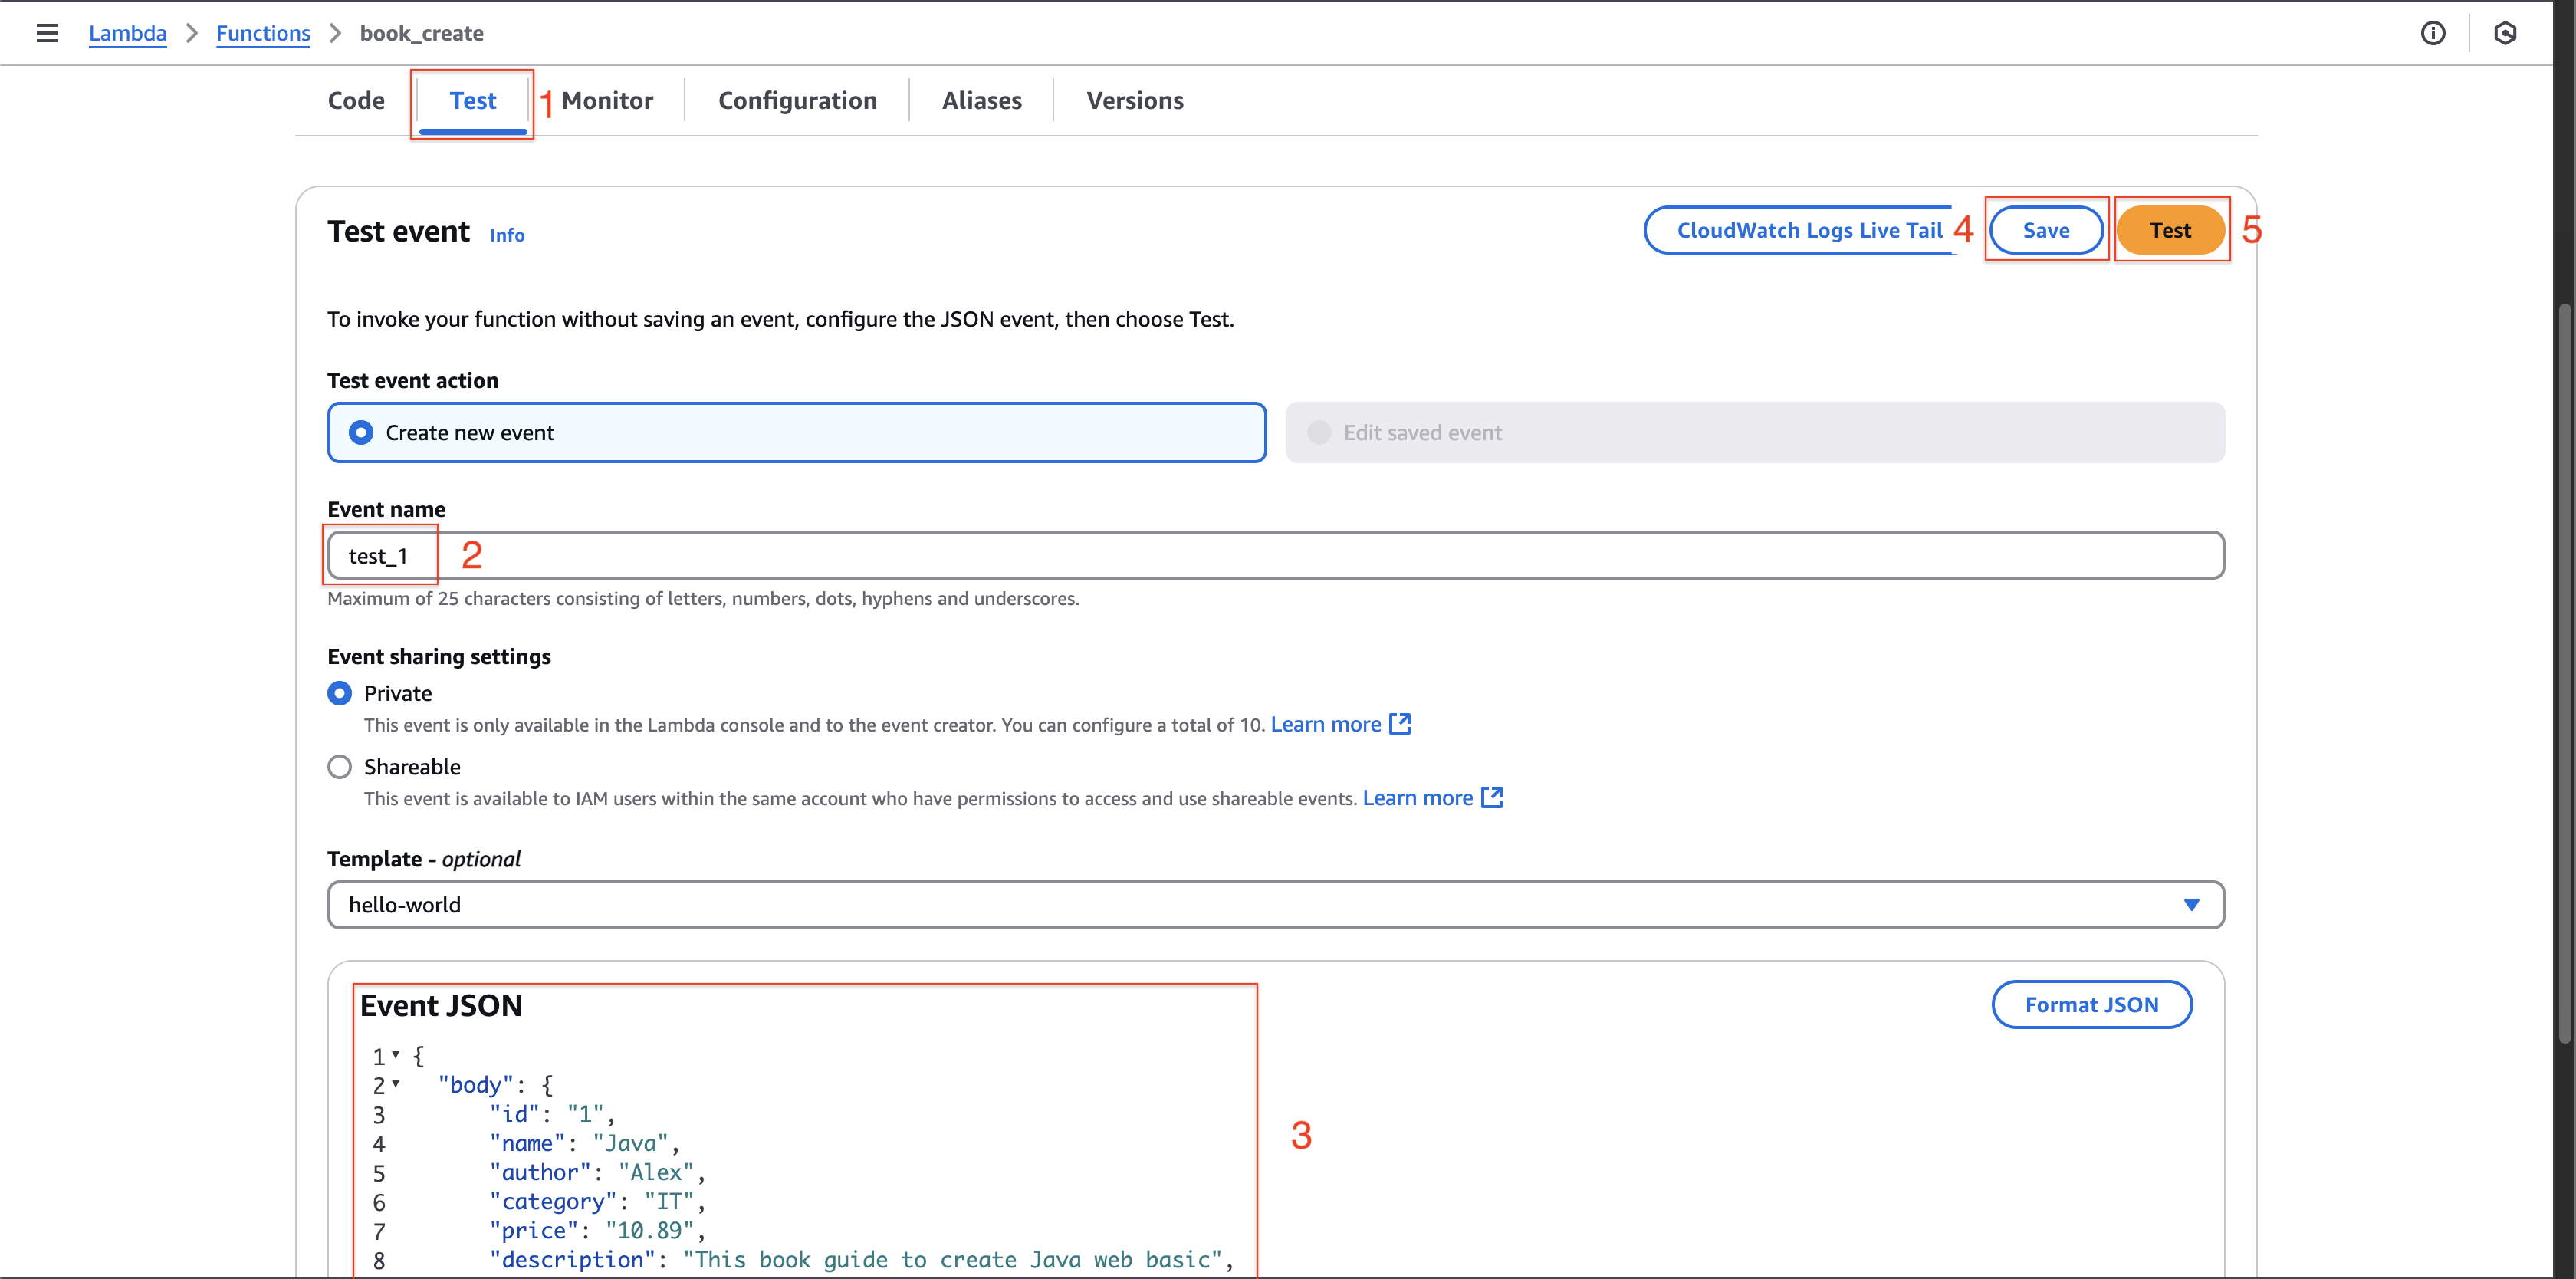 Lambda > Functions > book_create
Code Test 1 Monitor Configuration Aliases Versions
Test event Info CloudWatch Logs Live Tail 4 Save Test 5
To invoke your function without saving an event, configure the JSON event, then choose Test.
Test event action
Create new event Edit saved event
Event name
test_1 2
Maximum of 25 characters consisting of letters, numbers, dots, hyphens and underscores.
Event sharing settings
Private
This event is only available in the Lambda console and to the event creator. You can configure a total of 10. Learn more
Shareable
This event is available to IAM users within the same account who have permissions to access and use shareable events. Learn more
Template - optional
hello-world
Event JSON Format JSON
1 {
2 "body": {
3 "id": "1",
3
4 "name": "Java",
5 "author": "Alex",
6 "category": "IT",
7 "price": "10.89",
8 "description": "This book guide to create Java web basic",